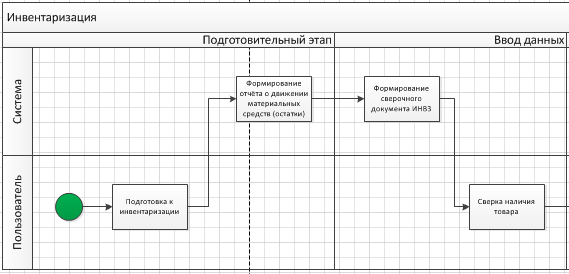 Инвентаризация
Подготовительный этап
Ввод данных
Система
Формирование
отчёта о движении
материальных
средств (остатки)
Формирование
сверочного
документа ИНВ3
Пользователь
Подготовка к
инвентаризации
Сверка наличия
товара